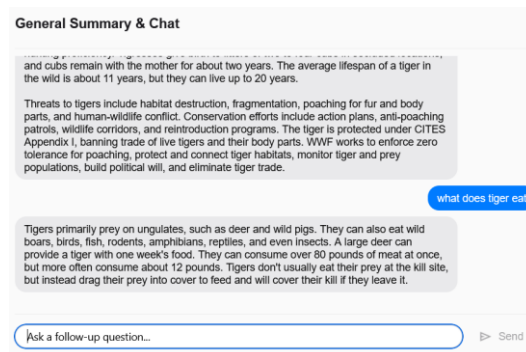 General Summary & Chat
and cubs remain with the mother for about two years. The average lifespan of a tiger in
the wild is about 11 years, but they can live up to 20 years.
Threats to tigers include habitat destruction, fragmentation, poaching for fur and body
parts, and human-wildlife conflict. Conservation efforts include action plans, anti-poaching
patrols, wildlife corridors, and reintroduction programs. The tiger is protected under CITES
Appendix I, banning trade of live tigers and their body parts. WWF works to enforce zero
tolerance for poaching, protect and connect tiger habitats, monitor tiger and prey
populations, build political will, and eliminate tiger trade.
what does tiger eat
Tigers primarily prey on ungulates, such as deer and wild pigs. They can also eat wild
boars, birds, fish, rodents, amphibians, reptiles, and even insects. A large deer can
provide a tiger with one week's food. They can consume over 80 pounds of meat at once,
but more often consume about 12 pounds. Tigers don't usually eat their prey at the kill site,
but instead drag their prey into cover to feed and will cover their kill if they leave it.
Ask a follow-up question...
Send